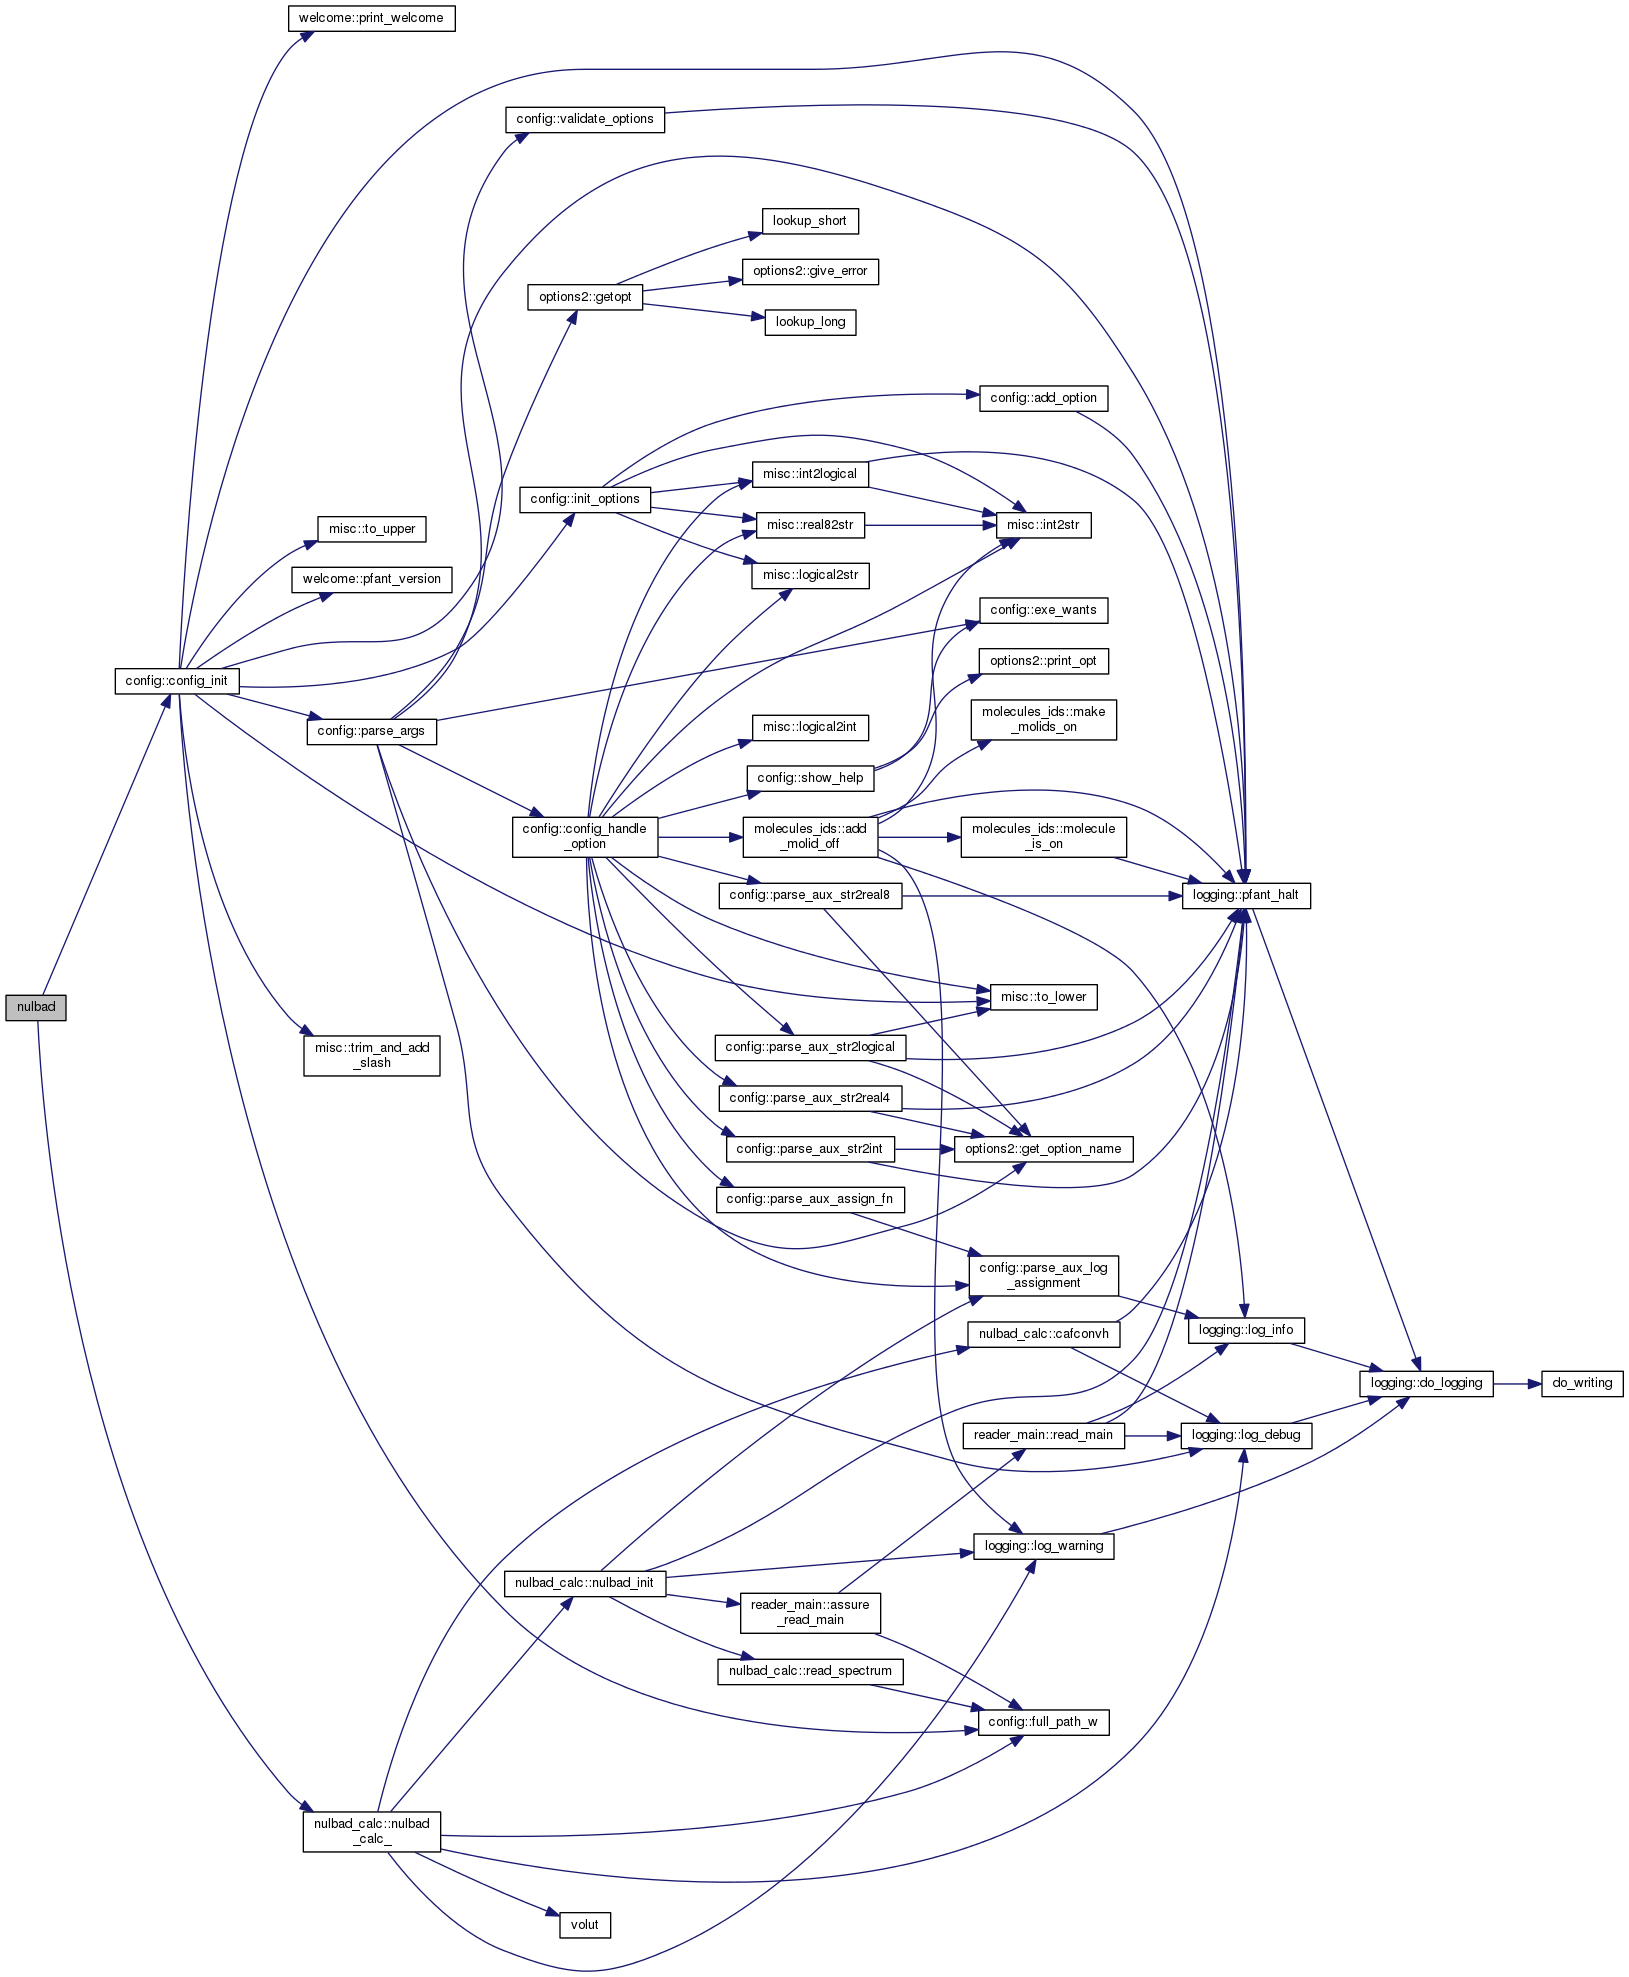 welcome::print_welcome
config::validate_options
lookup_short
options2::give_error
options2::getopt
lookup_long
config::add_option
misc::int2logical
config::init_options
misc::real82str
misc::int2str
misc::to_upper
misc::logical2str
welcome::pfant_version
config::exe_wants
options2::print_opt
config::config_init
molecules_ids::make
_molids_on
config::parse_args
misc::logical2int
config::show_help
config::config_handle
_option
molecules_ids::add
_molid_off
molecules_ids::molecule
_is_on
config::parse_aux_str2real8
logging::pfant_halt
misc::to_lower
nulbad
misc::trim_and_add
_slash
config::parse_aux_str2logical
config::parse_aux_str2real4
config::parse_aux_str2int
options2::get_option_name
config::parse_aux_assign_fn
config::parse_aux_log
_assignment
nulbad_calc::cafconvh
logging::log_info
logging::do_logging
do_writing
reader_main::read_main
logging::log_debug
logging::log_warning
nulbad_calc::nulbad_init
reader_main::assure
_read_main
nulbad_calc::read_spectrum
config::full_path_w
nulbad_calc::nulbad
_calc_
volut